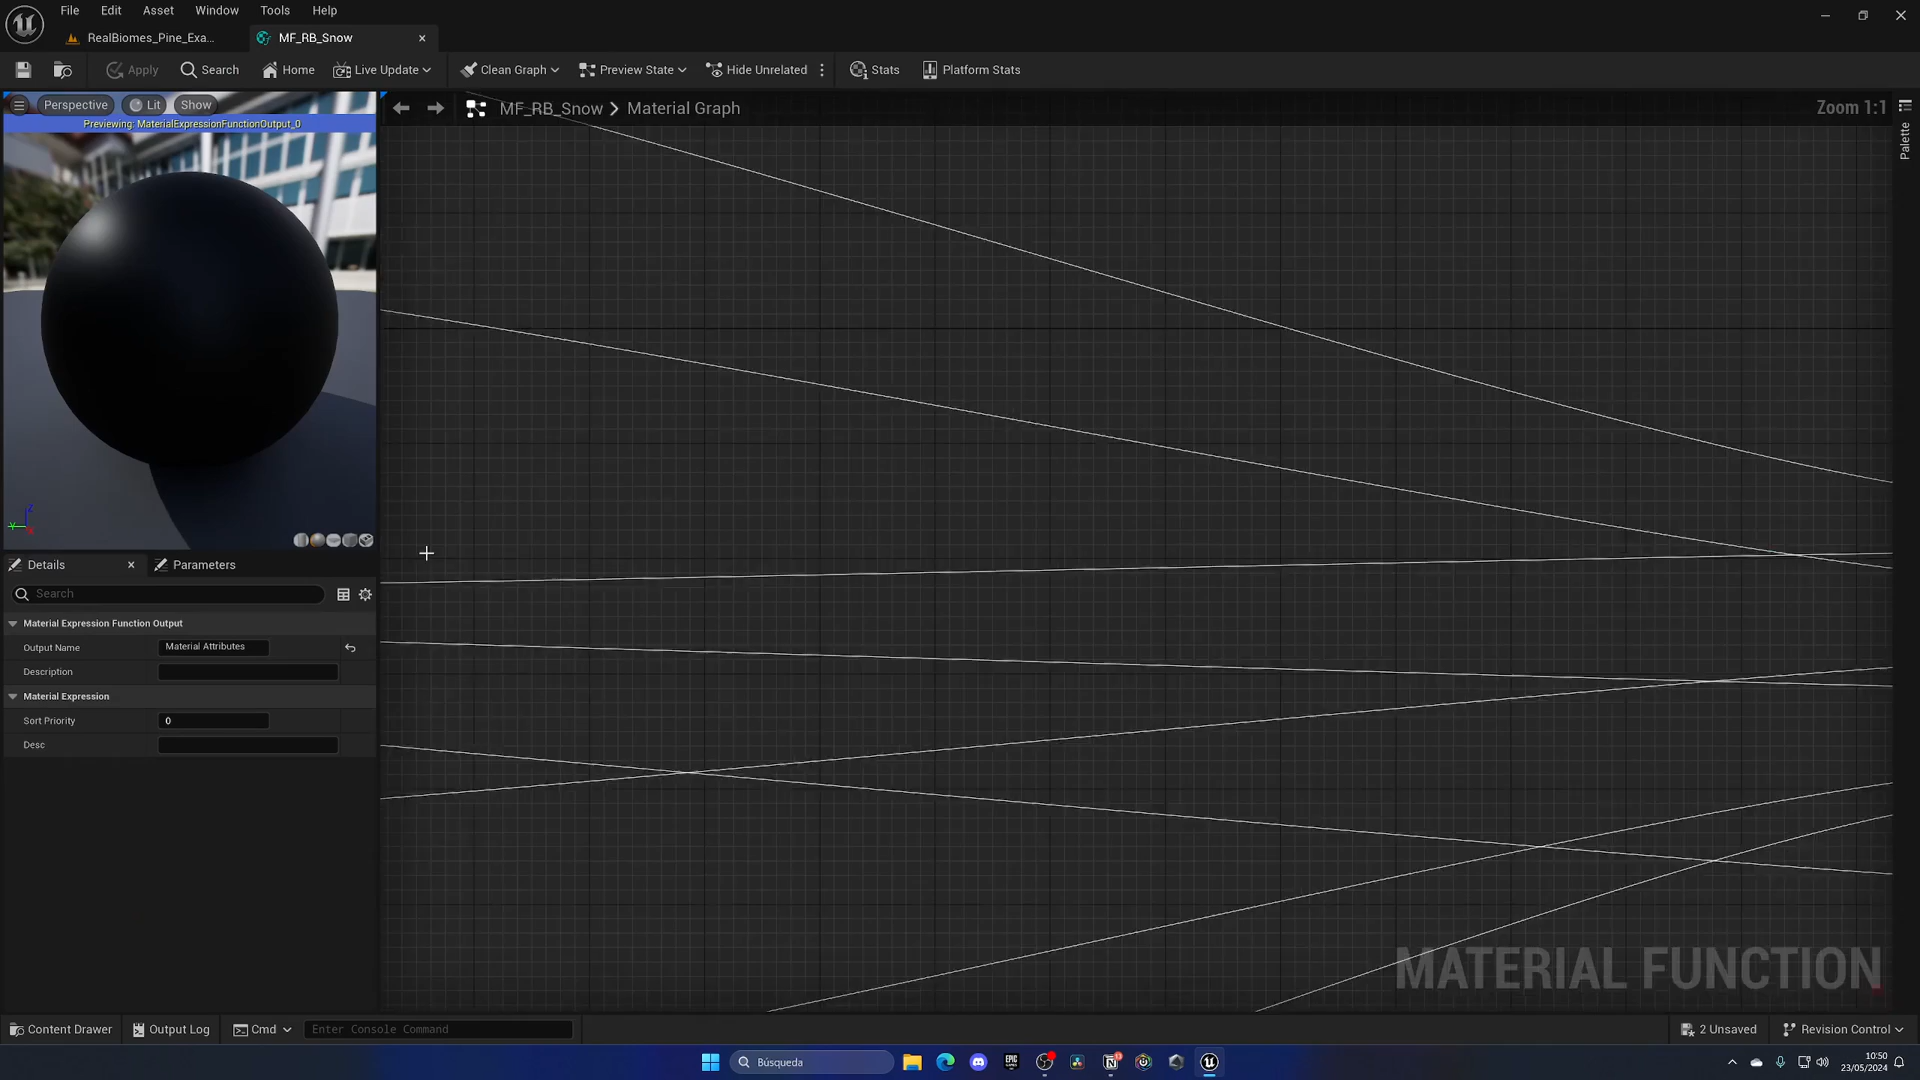 File Edit Asset Window Tools Help
RealBiomes_Pine_Exa...
MF_RB_Snow
Apply Search Home Live Update Clean Graph Preview State Hide Unrelated Stats Platform Stats
Perspective Lit Show
Previewing: MaterialExpressionFunctionOutput_0
MF_RB_Snow Material Graph
Zoom 1:1
Palette
Z
Y
Details
Parameters
Search
Material Expression Function Output
Output Name Material Attributes
Description
Material Expression
Sort Priority 0
Desc
MATERIAL FUNCTION
Content Drawer Output Log Cmd Enter Console Command 2 Unsaved Revision Control
Búsqueda
EPIC
10:50
23/05/2024